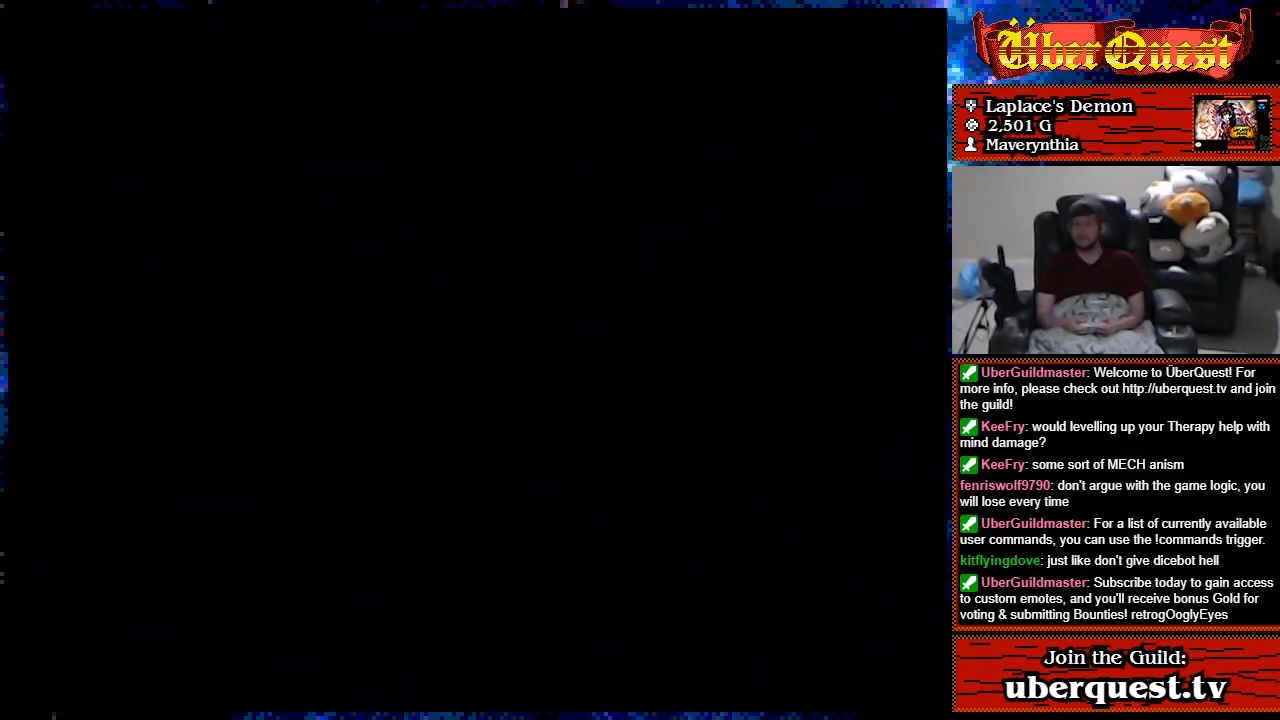 ÜberQuest
Laplace's Demon
2,501 G
Maverynthia
UberGuildmaster: Welcome to ÜberQuest! For
more info, please check out http://uberquest.tv and join
the guild!
KeeFry: would levelling up your Therapy help with
mind damage?
KeeFry: some sort of MECH anism
fenriswolf9790: don't argue with the game logic, you
will lose every time
UberGuildmaster: For a list of currently available
user commands, you can use the !commands trigger.
kitflyingdove: just like don't give dicebot hell
UberGuildmaster: Subscribe today to gain access
to custom emotes, and you'll receive bonus Gold for
voting & submitting Bounties! retrogOoglyEyes
Join the Guild:
uberquest.tv